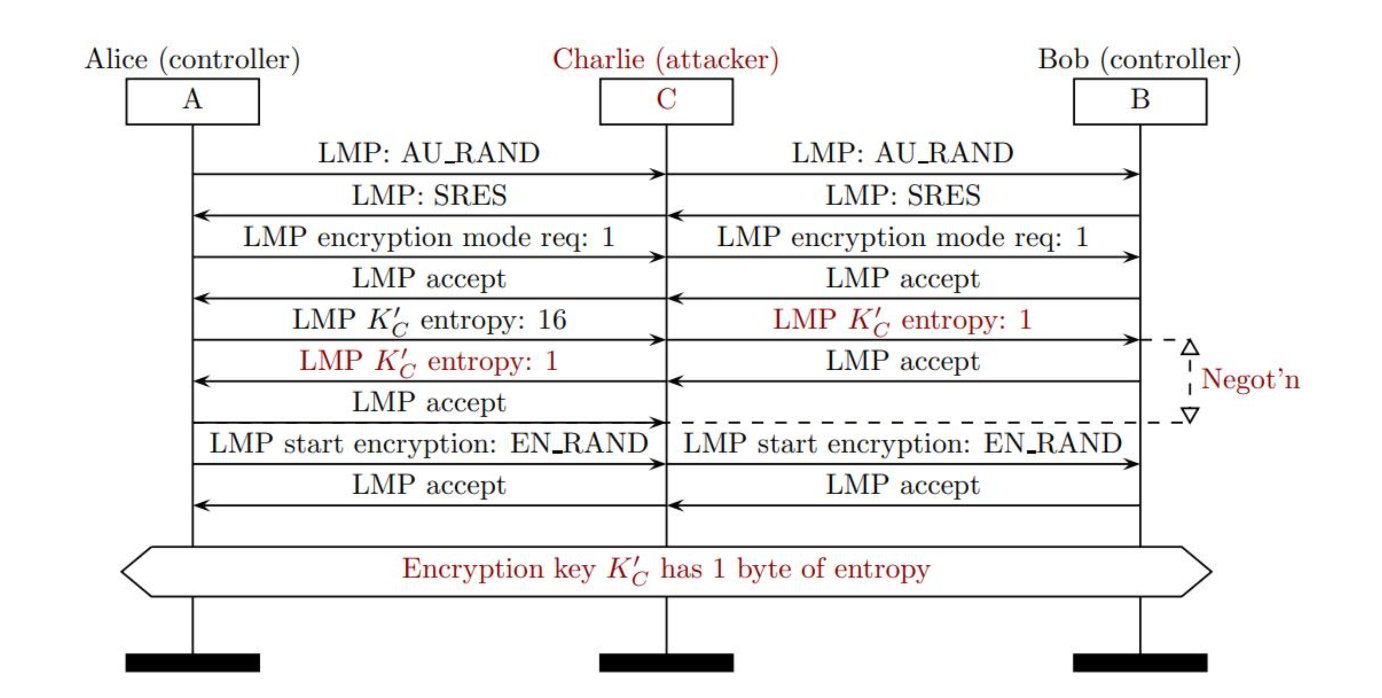 Alice (controller) Charlie (attacker) Bob (controller)
A C B
LMP: AU_RAND LMP: AU_RAND
LMP: SRES LMP: SRES
LMP encryption mode req: 1 LMP encryption mode req: 1
LMP accept LMP accept
LMP K′C entropy: 16 LMP K′C entropy: 1
LMP K′C entropy: 1 LMP accept
Negot'n
LMP accept
LMP start encryption: EN_RAND LMP start encryption: EN_RAND
LMP accept LMP accept
Encryption key K′C has 1 byte of entropy